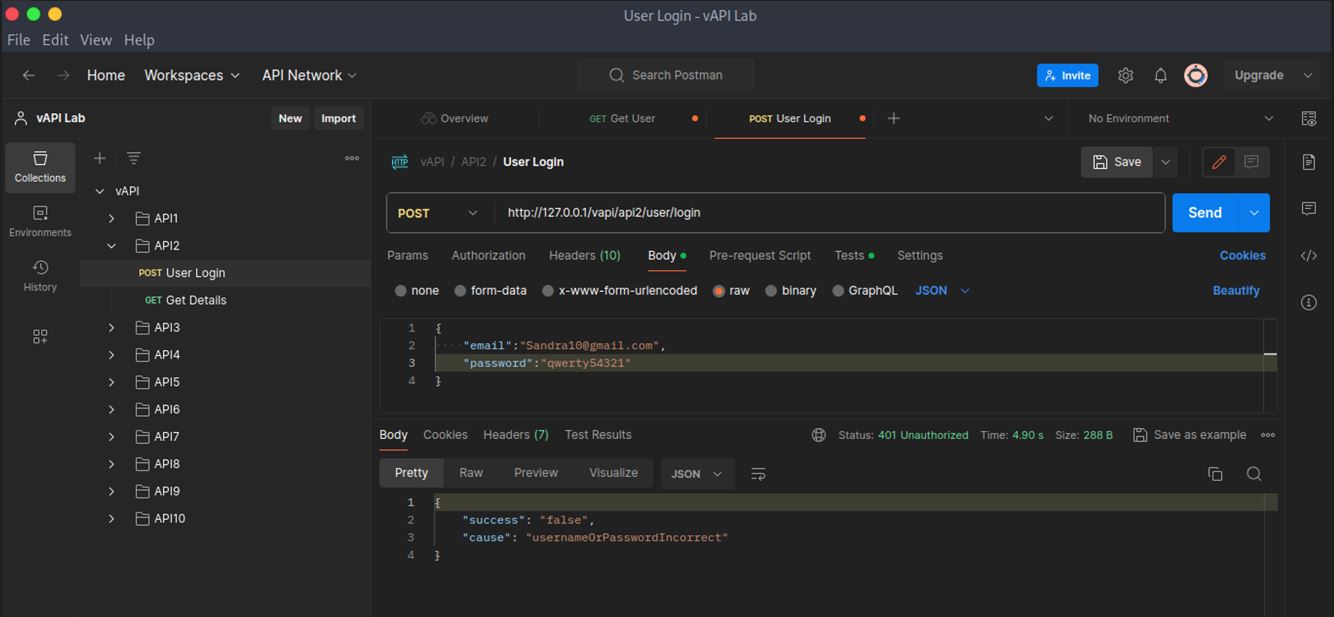 User Login - vAPI Lab
File Edit View Help
Home Workspaces API Network Search Postman Invite Upgrade
vAPI Lab New Import Overview GET Get User POST User Login No Environment
Collections
Environments
History
vAPI
API1
API2
POST User Login
GET Get Details
API3
API4
API5
API6
API7
API8
API9
API10
HTTP vAPI / API2 / User Login Save
POST http://127.0.0.1/vapi/api2/user/login Send
Params Authorization Headers (10) Body Pre-request Script Tests Settings Cookies
none form-data x-www-form-urlencoded raw binary GraphQL JSON Beautify
1 {
2 ····"email":"Sandra10@gmail.com",
3 "password":"qwerty54321"
4 }
Body Cookies Headers (7) Test Results Status: 401 Unauthorized Time: 4.90 s Size: 288 B Save as example
Pretty Raw Preview Visualize JSON
1 {
2 "success": "false",
3 "cause": "usernameOrPasswordIncorrect"
4 }